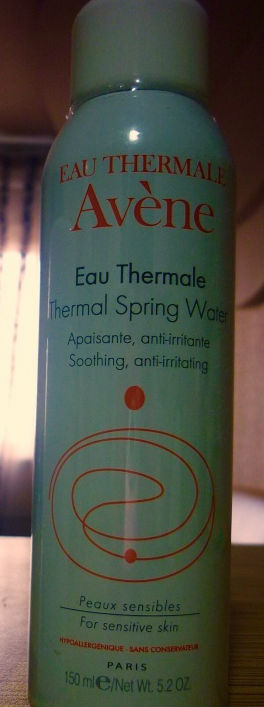 EAU THERMALE
Avène
Eau Thermale
Thermal Spring Water
Apaisante, anti-irritante
Soothing, anti-irritating
Peaux sensibles
For sensitive skin
HYPOALLERGÉNIQUE - SANS CONSERVATEUR
PARIS
150 ml e/Net Wt. 5.2 OZ.